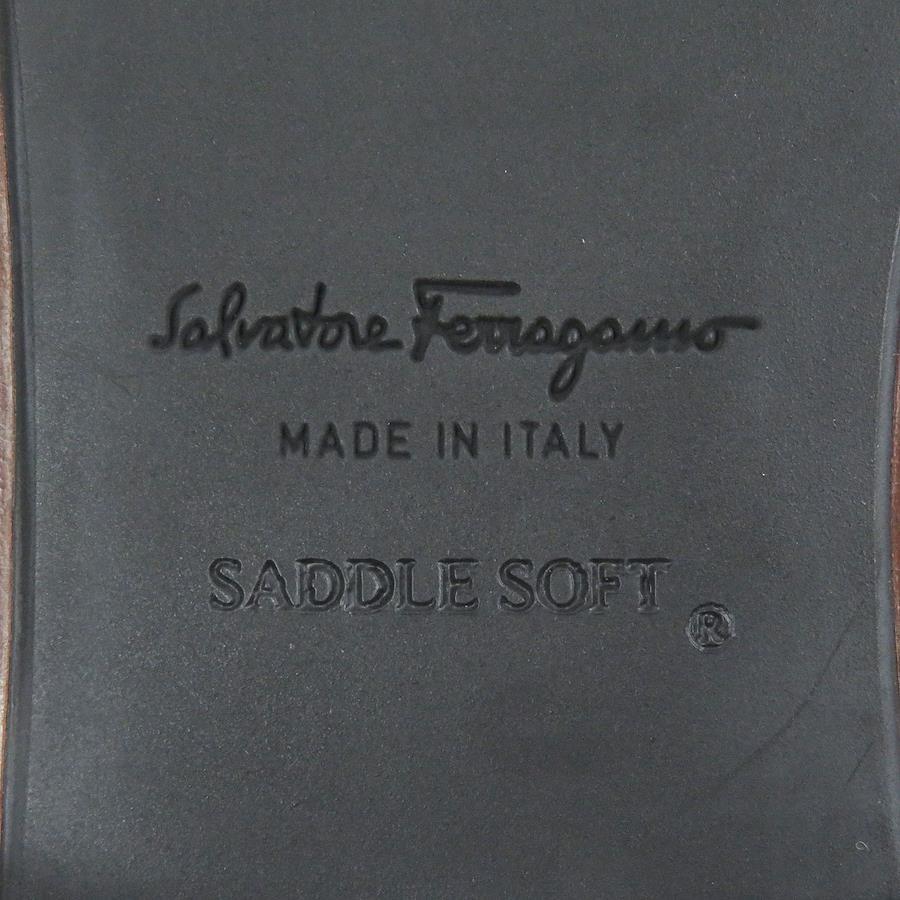 Salvatore Ferragamo
MADE IN ITALY
SADDLE SOFT ®